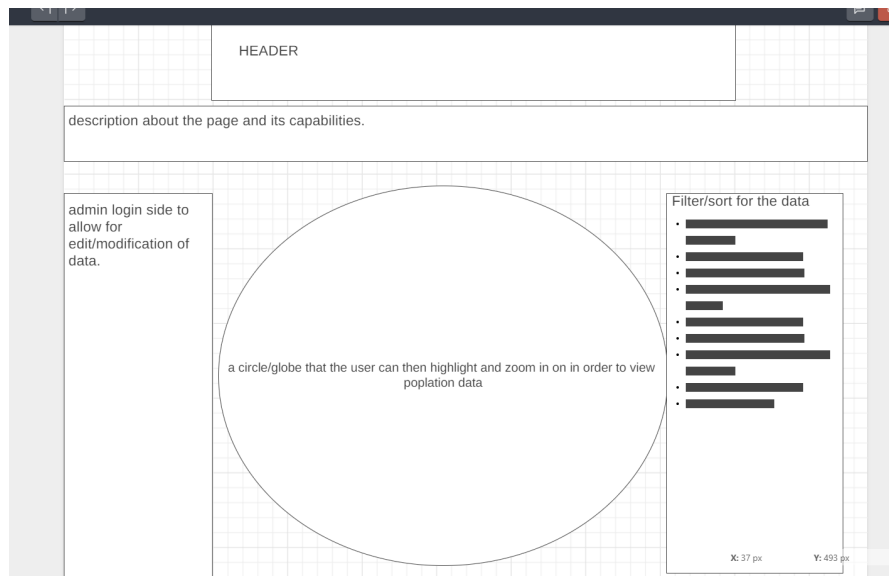 HEADER
description about the page and its capabilities.
admin login side to
allow for
edit/modification of
data.
Filter/sort for the data
a circle/globe that the user can then highlight and zoom in on in order to view
poplation data
X: 37 px
Y: 493 px